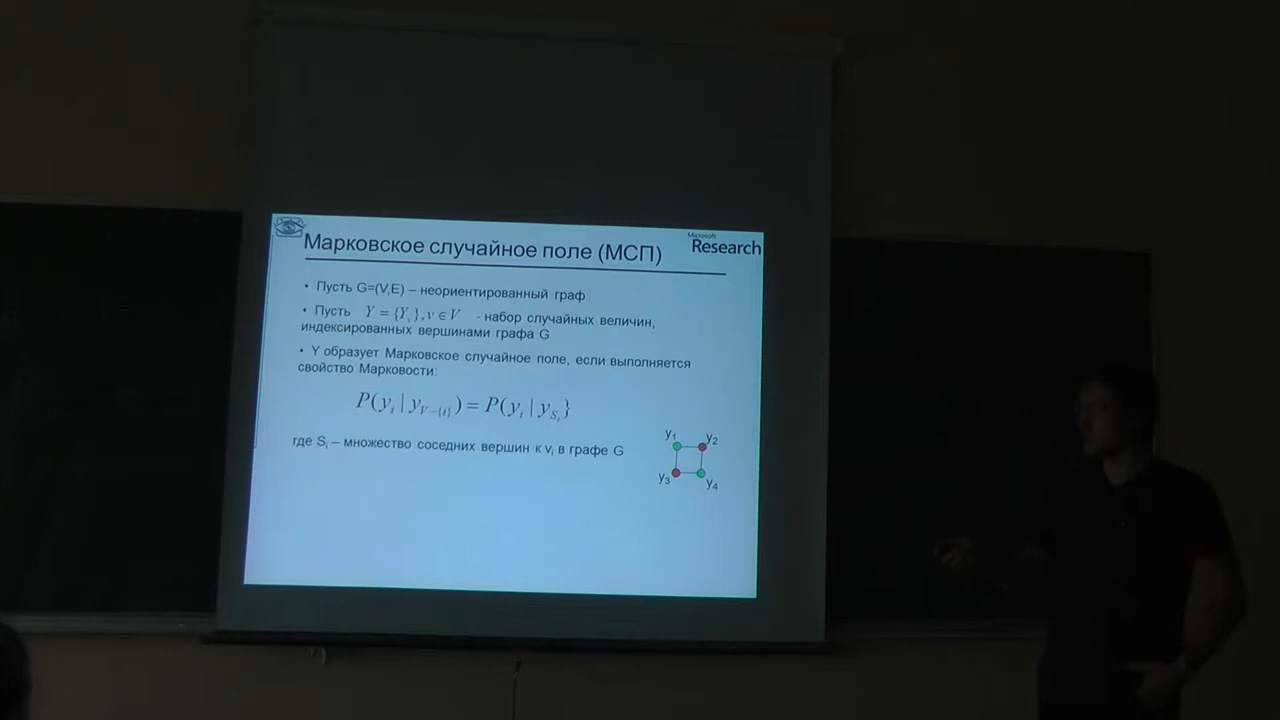 Марковское случайное поле (МСП)
Microsoft
Research
• Пусть G=(V,E) – неориентированный граф
• Пусть Y = {Yᵥ}, v ∈ V - набор случайных величин,
индексированных вершинами графа G
• Y образует Марковское случайное поле, если выполняется
свойство Марковости:
P(y_i | y_{V-{i}}) = P(y_i | y_{S_i}}
где S_i – множество соседних вершин к v_i в графе G
y₁ y₂
y₃ y₄